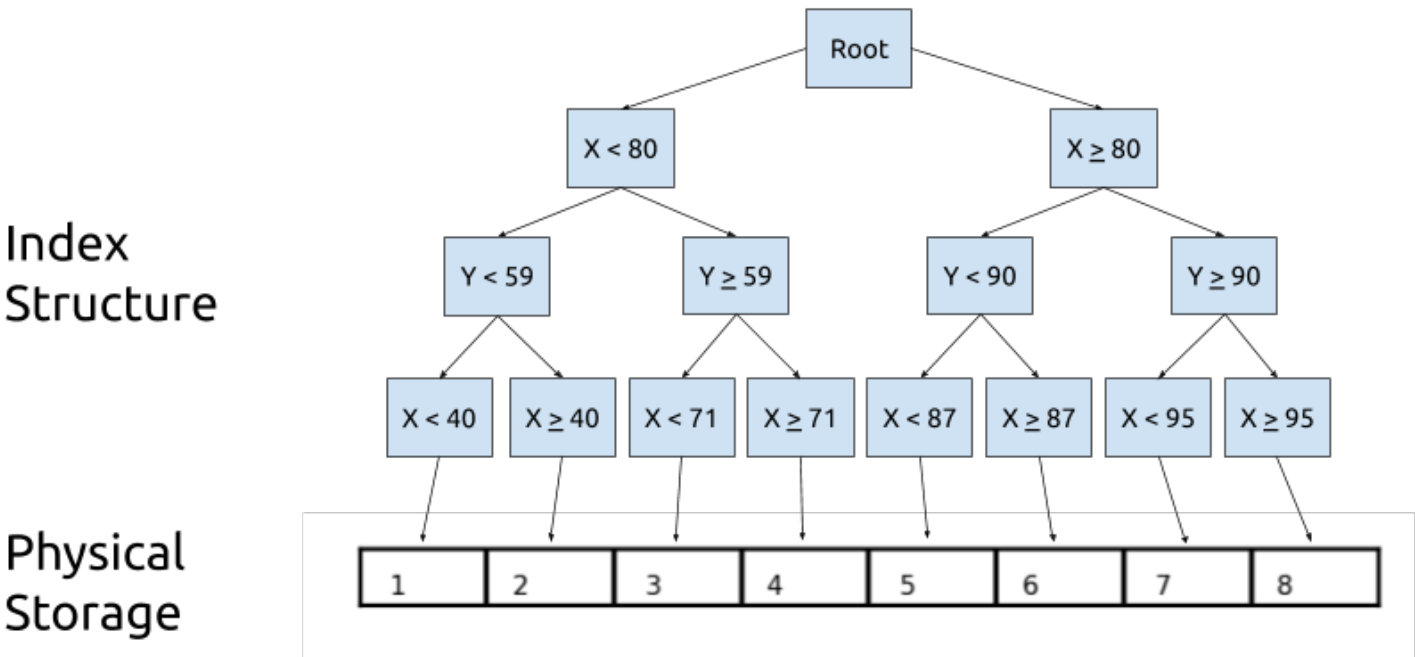 Root
X < 80
X ≥ 80
Index
Structure
Y < 59
Y ≥ 59
Y < 90
Y ≥ 90
X < 40
X ≥ 40
X < 71
X ≥ 71
X < 87
X ≥ 87
X < 95
X ≥ 95
Physical
Storage
1
2
3
4
5
6
7
8